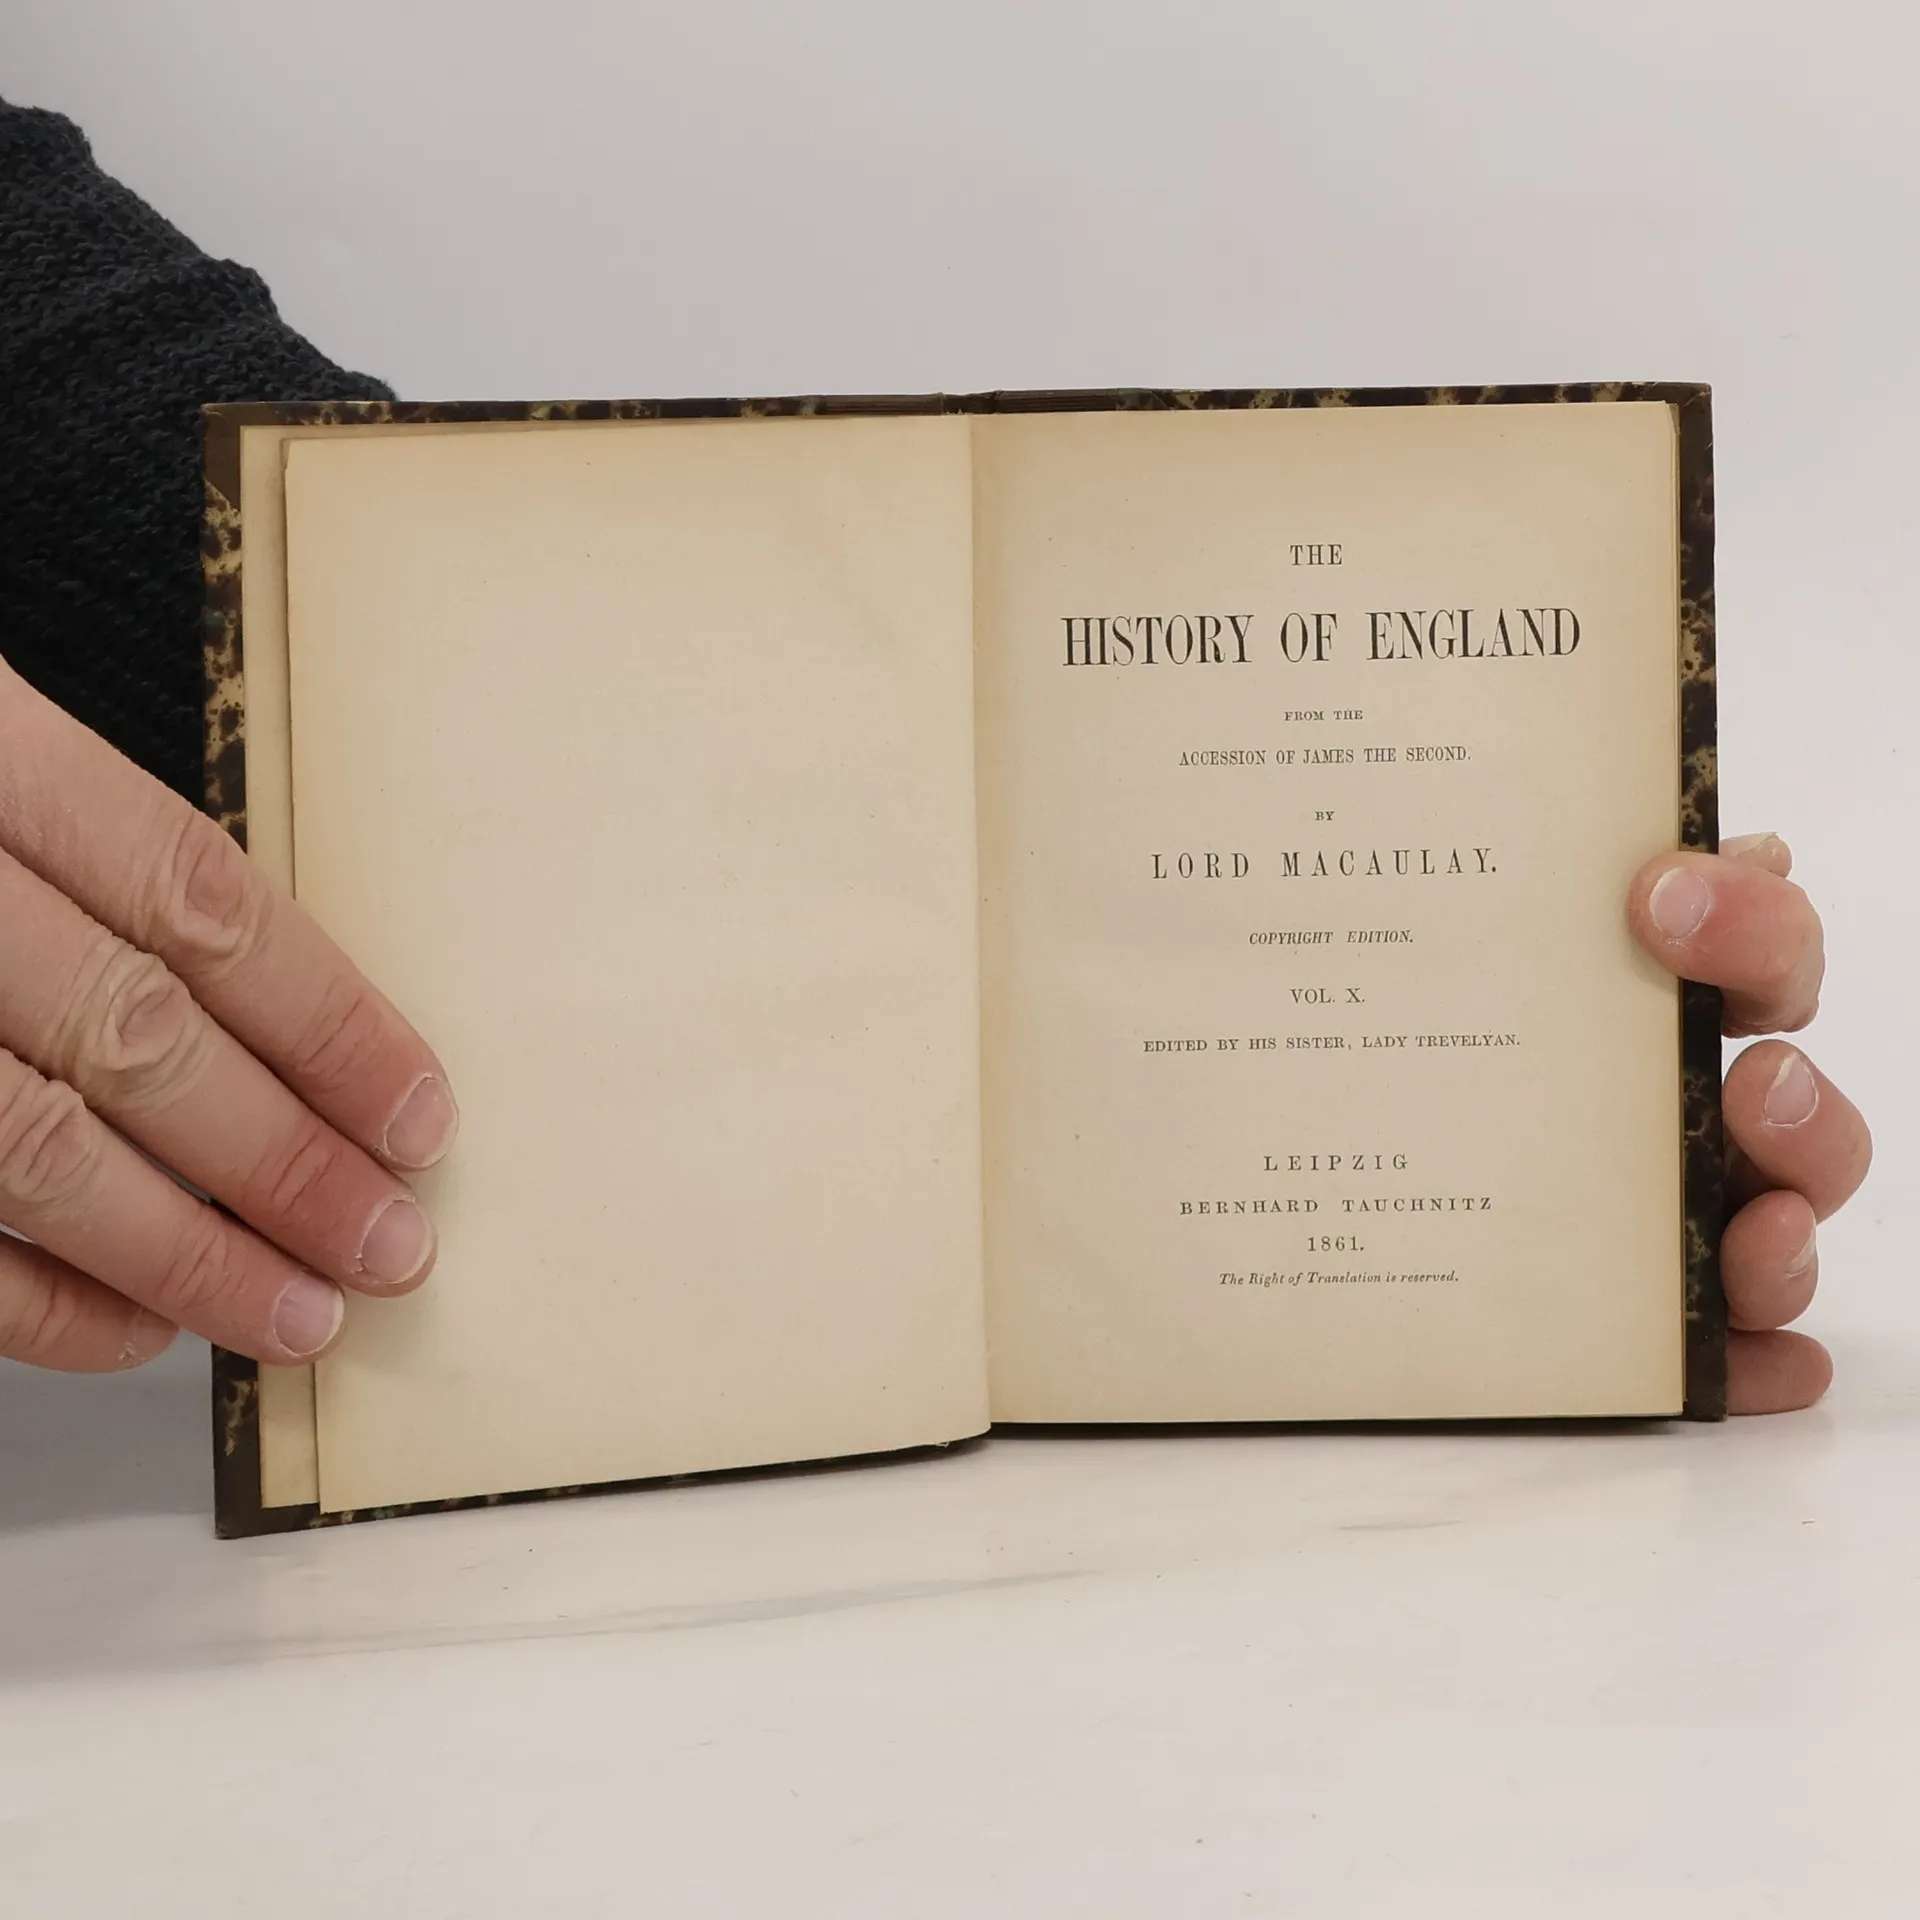 THE
HISTORY OF ENGLAND
FROM THE
ACCESSION OF JAMES THE SECOND.
BY
LORD MACAULAY.
COPYRIGHT EDITION.
VOL. X.
EDITED BY HIS SISTER, LADY TREVELYAN.
LEIPZIG
BERNHARD TAUCHNITZ
1861.
The Right of Translation is reserved.